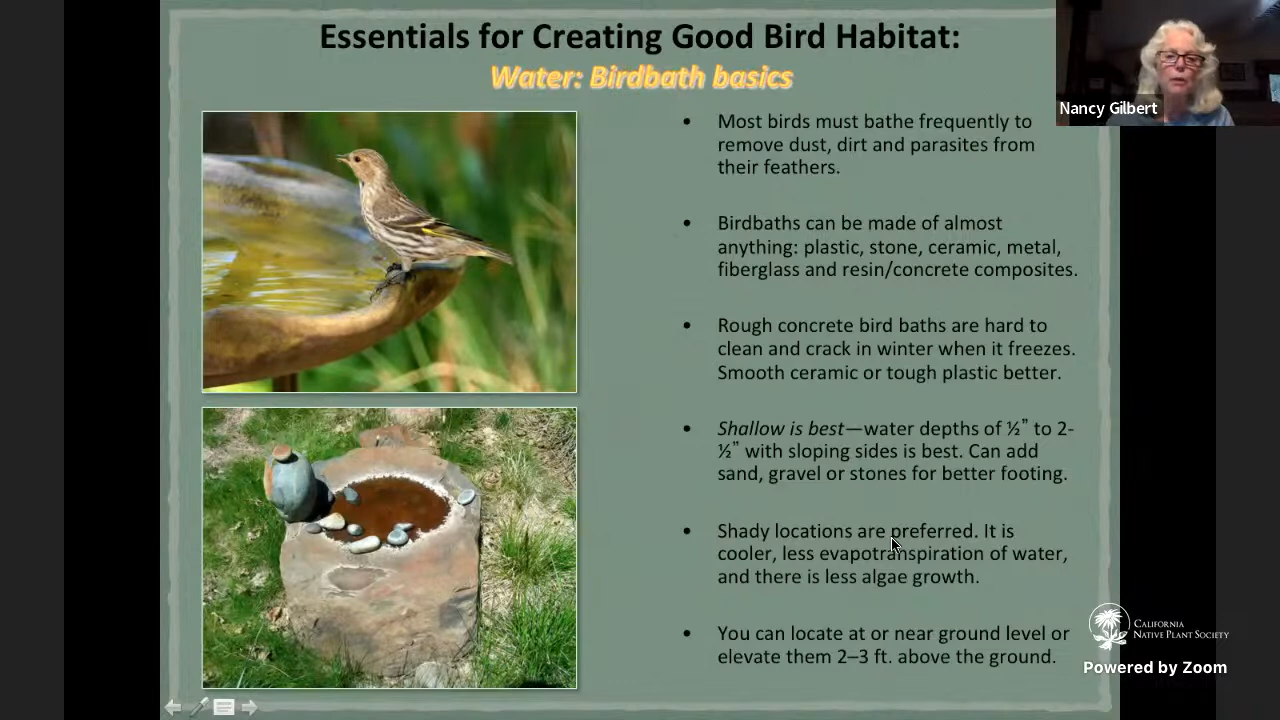 Essentials for Creating Good Bird Habitat:
Water: Birdbath basics
Nancy Gilbert
• Most birds must bathe frequently to
remove dust, dirt and parasites from
their feathers.
• Birdbaths can be made of almost
anything: plastic, stone, ceramic, metal,
fiberglass and resin/concrete composites.
• Rough concrete bird baths are hard to
clean and crack in winter when it freezes.
Smooth ceramic or tough plastic better.
• Shallow is best—water depths of ½” to 2-
½” with sloping sides is best. Can add
sand, gravel or stones for better footing.
• Shady locations are preferred. It is
cooler, less evapotranspiration of water,
and there is less algae growth.
• You can locate at or near ground level or
elevate them 2–3 ft. above the ground.
CALIFORNIA
NATIVE PLANT SOCIETY
Powered by Zoom